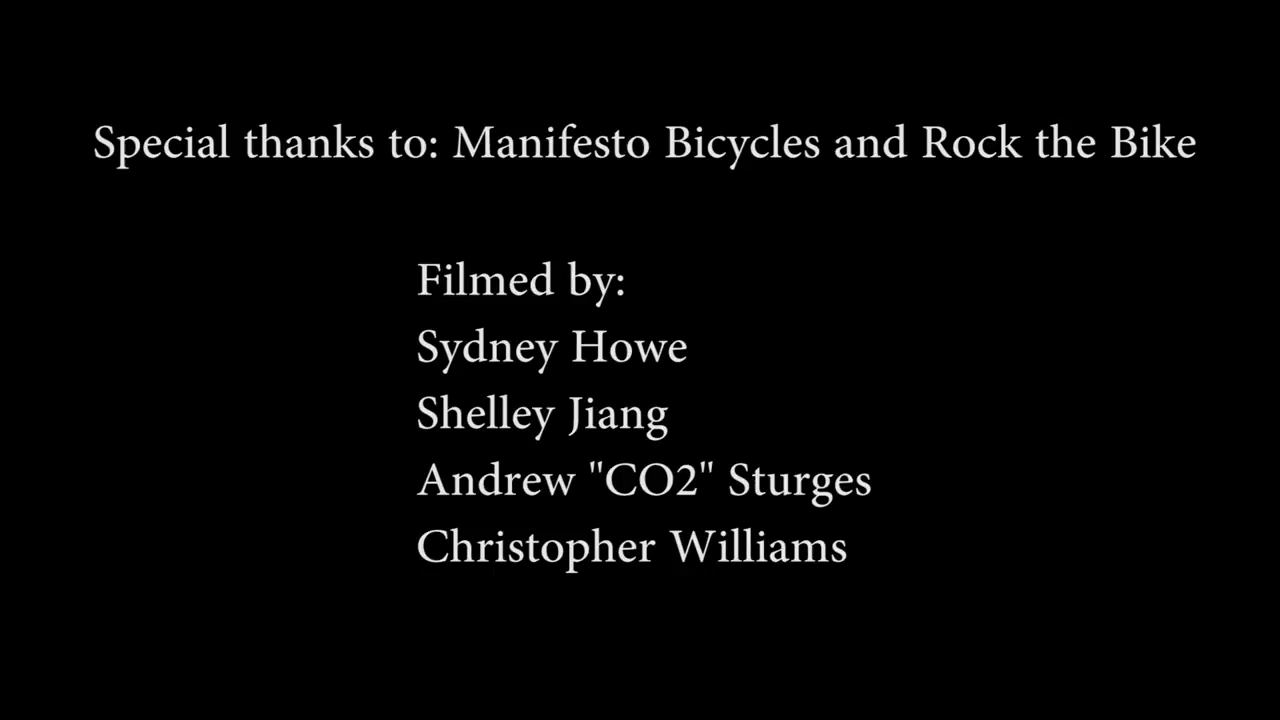 Special thanks to: Manifesto Bicycles and Rock the Bike
Filmed by:
Sydney Howe
Shelley Jiang
Andrew "CO2" Sturges
Christopher Williams